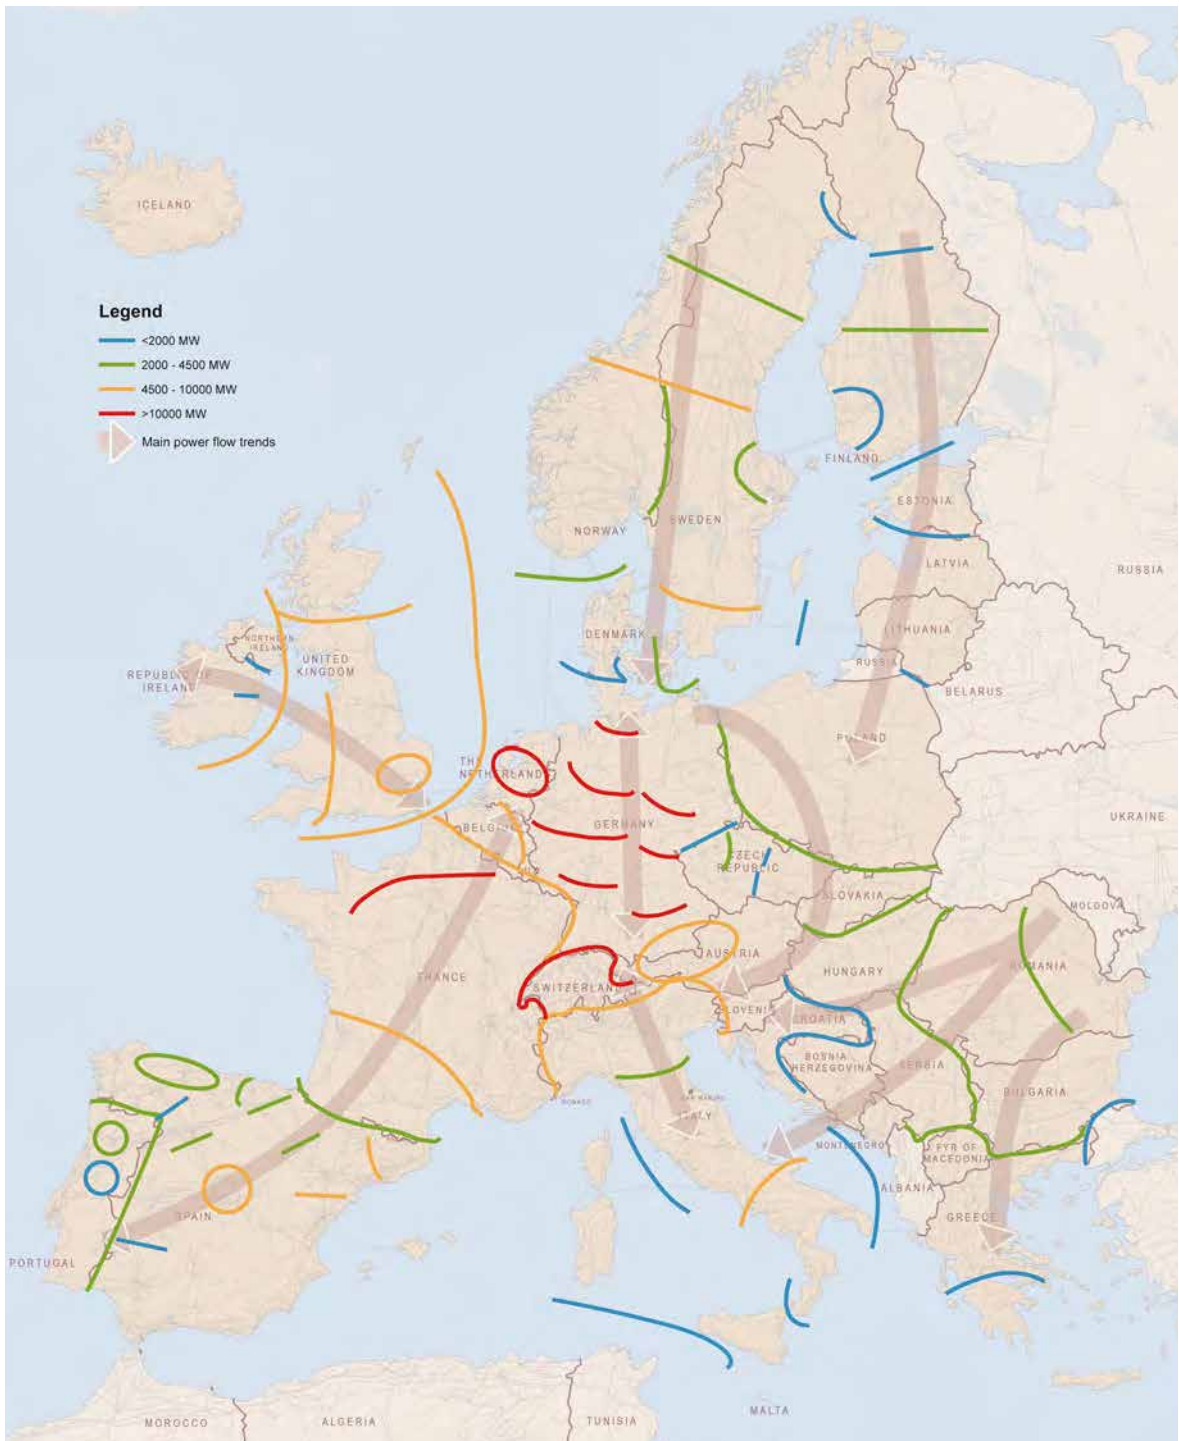 ICELAND
Legend
<2000 MW
2000 - 4500 MW
4500 - 10000 MW
>10000 MW
Main power flow trends
FINLAND
ESTONIA
SWEDEN
NORWAY
LATVIA
RUSSIA
DENMARK
LITHUANIA
NORTHERN
IRELAND
UNITED
KINGDOM
REPUBLIC OF
IRELAND
RUSSIA
BELARUS
POLAND
THE
NETHERLANDS
UKRAINE
BELGIUM
GERMANY
CZECH
REPUBLIC
SLOVAKIA
MOLDOVA
AUSTRIA
FRANCE
HUNGARY
ROMANIA
SWITZERLAND
SLOVENIA
CROATIA
BOSNIA
HERZEGOVINA
SERBIA
BULGARIA
MONACO
SAN MARINO
ITALY
MONTENEGRO
FYR OF
MACEDONIA
ALBANIA
SPAIN
GREECE
PORTUGAL
MALTA
MOROCCO
ALGERIA
TUNISIA